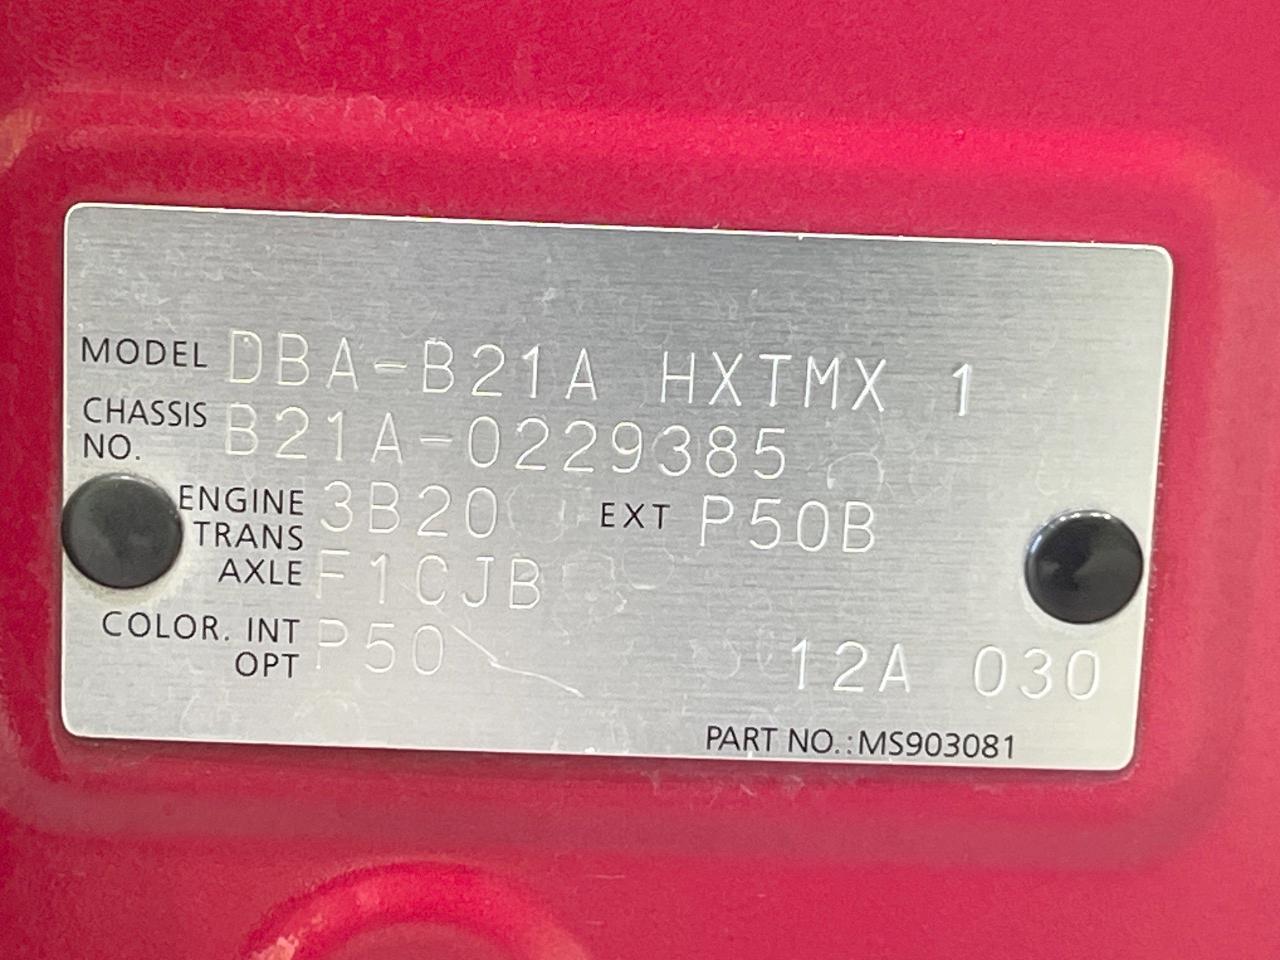 MODEL DBA-B21A HXTMX 1
CHASSIS NO. B21A-0229385
ENGINE 3B20 EXT P50B
TRANS AXLE F1CJB
COLOR. INT OPT P50 12A 030
PART NO.:MS903081